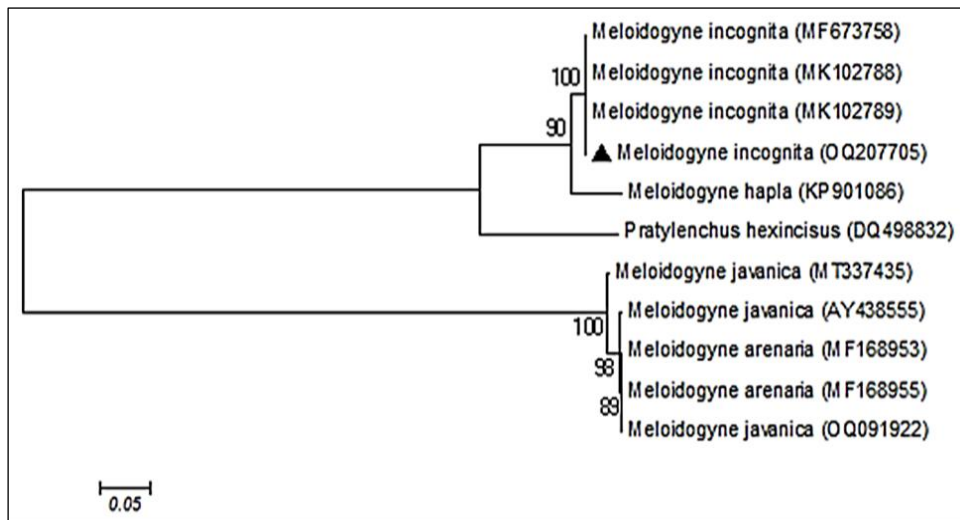 Meloidogyne incognita (MF673758)
Meloidogyne incognita (MK102788)
100
Meloidogyne incognita (MK102789)
90
Meloidogyne incognita (OQ207705)
Meloidogyne hapla (KP901086)
Pratylenchus hexincisus (DQ498832)
Meloidogyne javanica (MT337435)
Meloidogyne javanica (AY438555)
100
Meloidogyne arenaria (MF168953)
98
Meloidogyne arenaria (MF168955)
89
Meloidogyne javanica (OQ091922)
0.05